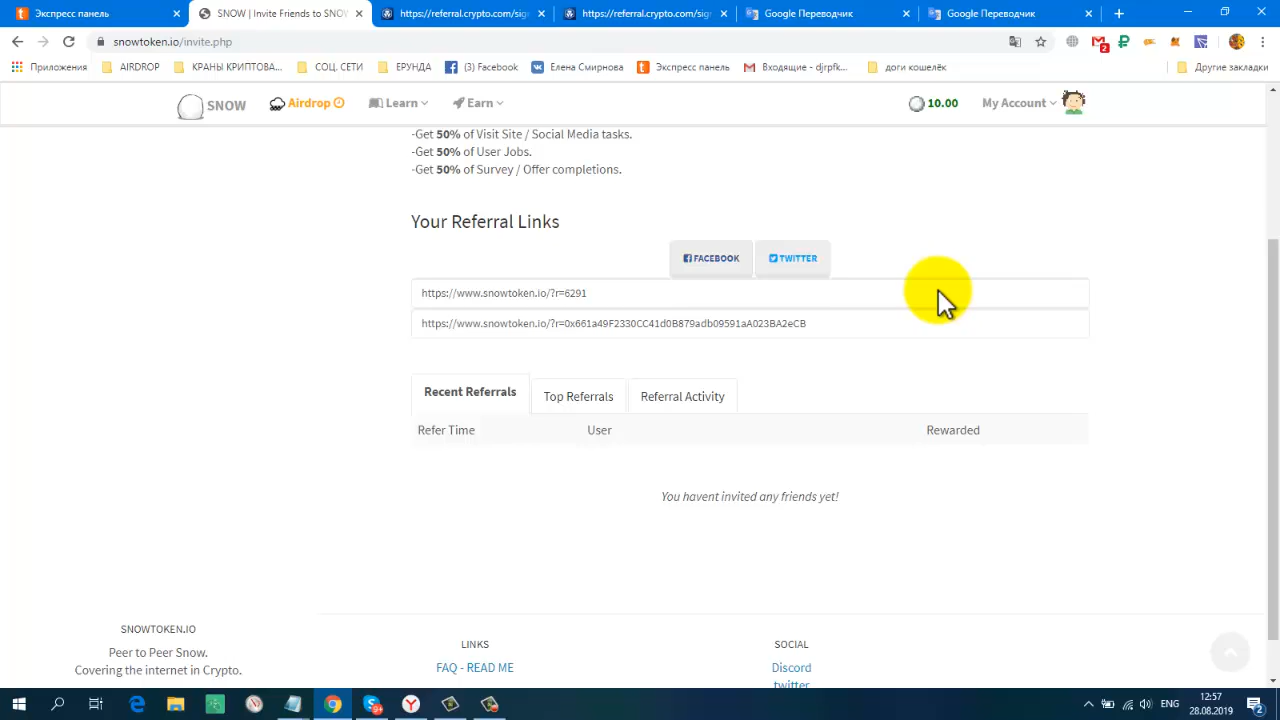 Экспресс панель
SNOW | Invite Friends to SNOW
https://referral.crypto.com/sig
https://referral.crypto.com/sig
Google Переводчик
Google Переводчик
snowtoken.io/invite.php
2
Приложения
AIRDROP
КРАНЫ КРИПТОВА...
СОЦ. СЕТИ
ЕРУНДА
Facebook
Елена Смирнова
Экспресс панель
Входящие - djrpfk...
доги кошелёк
Другие закладки
SNOW
Airdrop
Learn
Earn
10.00
My Account
-Get 50% of Visit Site / Social Media tasks.
-Get 50% of User Jobs.
-Get 50% of Survey / Offer completions.
Your Referral Links
FACEBOOK
TWITTER
https://www.snowtoken.io/?r=6291
https://www.snowtoken.io/?r=0x661a49F2330CC41d0B879adb09591aA023BA2eCB
Recent Referrals
Top Referrals
Referral Activity
Refer Time
User
Rewarded
You havent invited any friends yet!
SNOWTOKEN.IO
Peer to Peer Snow.
Covering the internet in Crypto.
LINKS
FAQ - READ ME
SOCIAL
Discord
twitter
ENG
12:57
28.08.2019
2